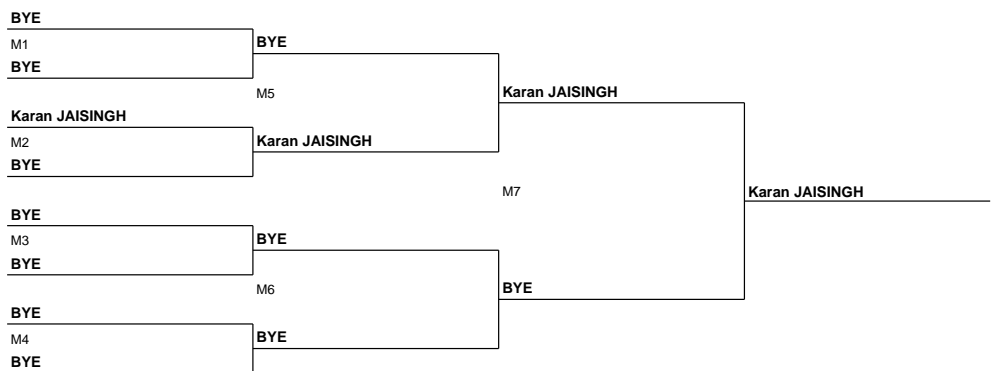 BYE
M1
BYE
BYE
M5
Karan JAISINGH
Karan JAISINGH
M2
Karan JAISINGH
BYE
M7
Karan JAISINGH
BYE
M3
BYE
BYE
M6
BYE
BYE
M4
BYE
BYE